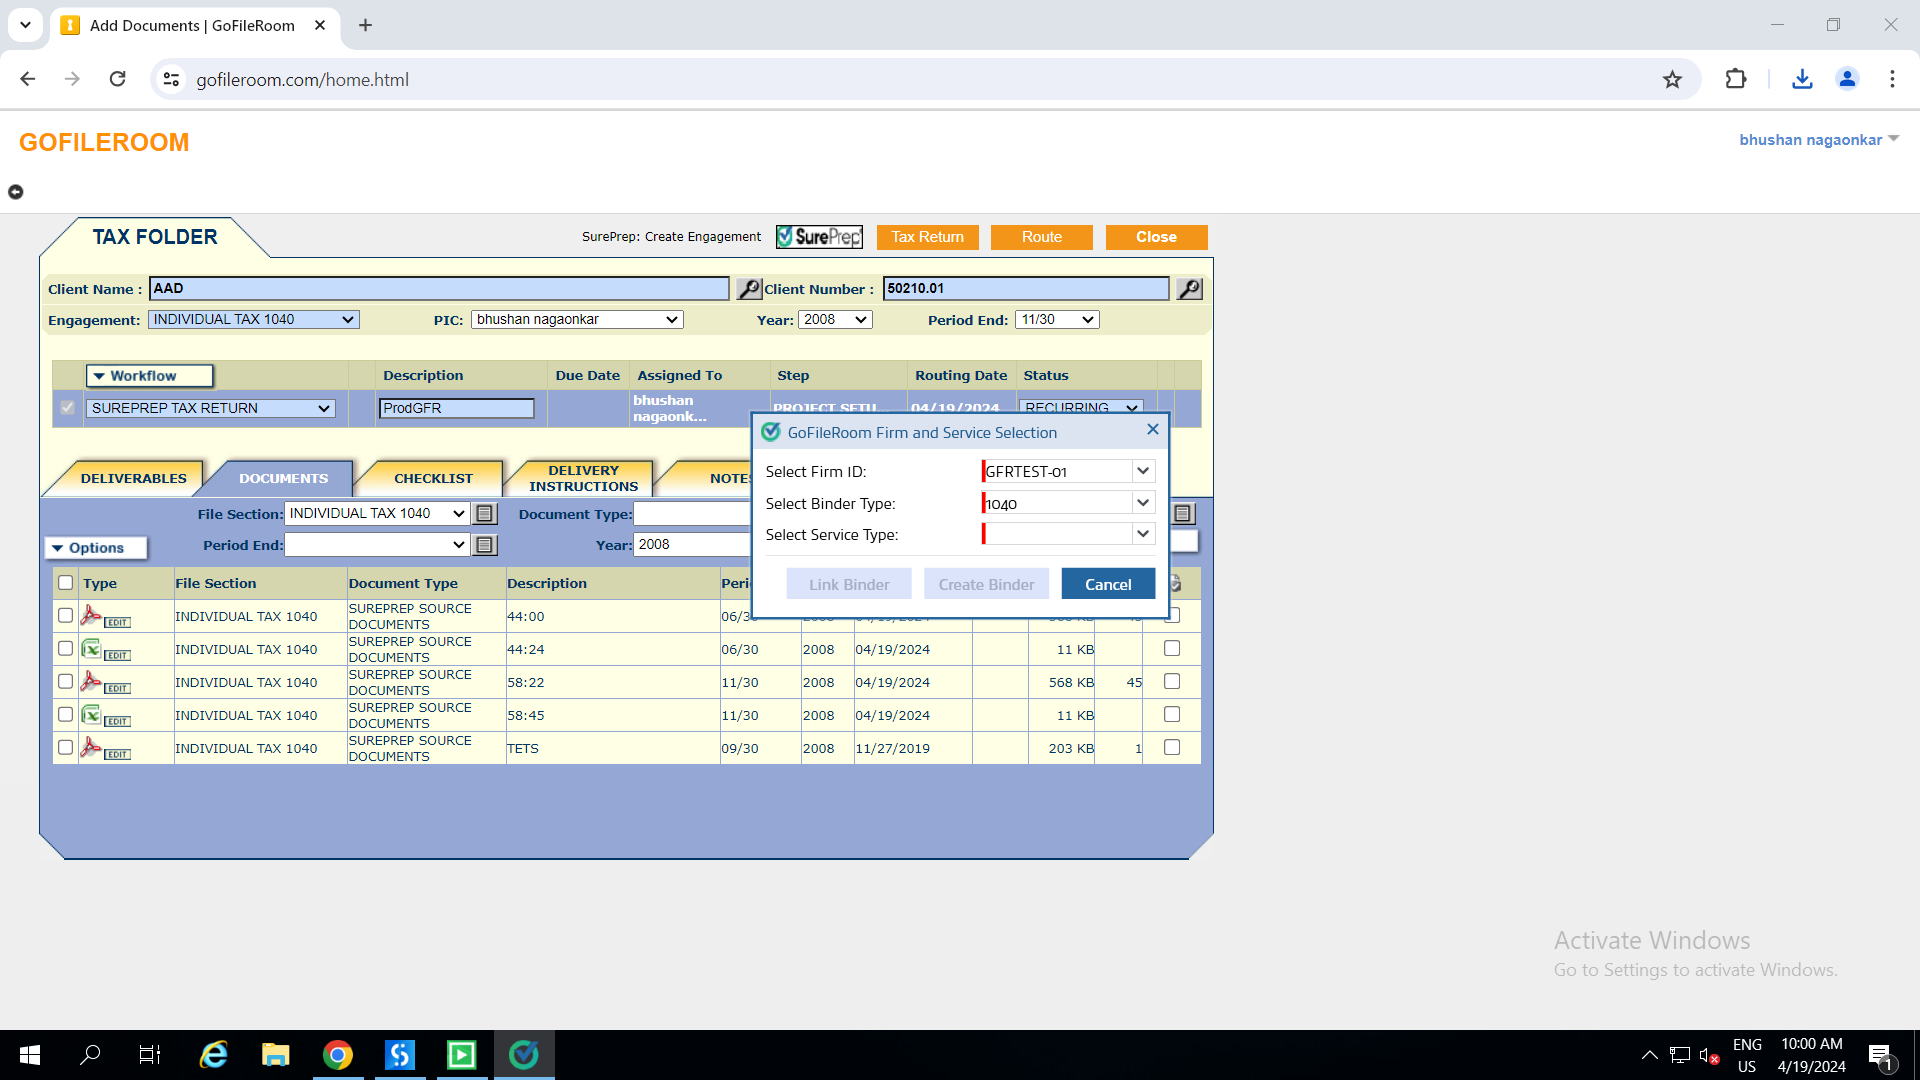 Add Documents | GoFileRoom
gofileroom.com/home.html
GOFILEROOM
bhushan nagaonkar
TAX FOLDER
SurePrep: Create Engagement
SurePrep
Tax Return
Route
Close
Client Name : AAD
Client Number : 50210.01
Engagement: INDIVIDUAL TAX 1040
PIC: bhushan nagaonkar
Year: 2008
Period End: 11/30
Workflow Description Due Date Assigned To Step Routing Date Status
SUREPREP TAX RETURN ProdGFR bhushan nagaonk... PROJECT SETU... 04/19/2024 RECURRING
DELIVERABLES
DOCUMENTS
CHECKLIST
DELIVERY
INSTRUCTIONS
NOTES
File Section: INDIVIDUAL TAX 1040
Document Type:
Options
Period End:
Year: 2008
GoFileRoom Firm and Service Selection
Select Firm ID: GFRTEST-01
Select Binder Type: 1040
Select Service Type:
Link Binder
Create Binder
Cancel
Type File Section Document Type Description
EDIT INDIVIDUAL TAX 1040 SUREPREP SOURCE DOCUMENTS 44:00
EDIT INDIVIDUAL TAX 1040 SUREPREP SOURCE DOCUMENTS 44:24 06/30 2008 04/19/2024 11 KB
EDIT INDIVIDUAL TAX 1040 SUREPREP SOURCE DOCUMENTS 58:22 11/30 2008 04/19/2024 568 KB 45
EDIT INDIVIDUAL TAX 1040 SUREPREP SOURCE DOCUMENTS 58:45 11/30 2008 04/19/2024 11 KB
EDIT INDIVIDUAL TAX 1040 SUREPREP SOURCE DOCUMENTS TETS 09/30 2008 11/27/2019 203 KB 1
Activate Windows
Go to Settings to activate Windows.
ENG
US
10:00 AM
4/19/2024
1